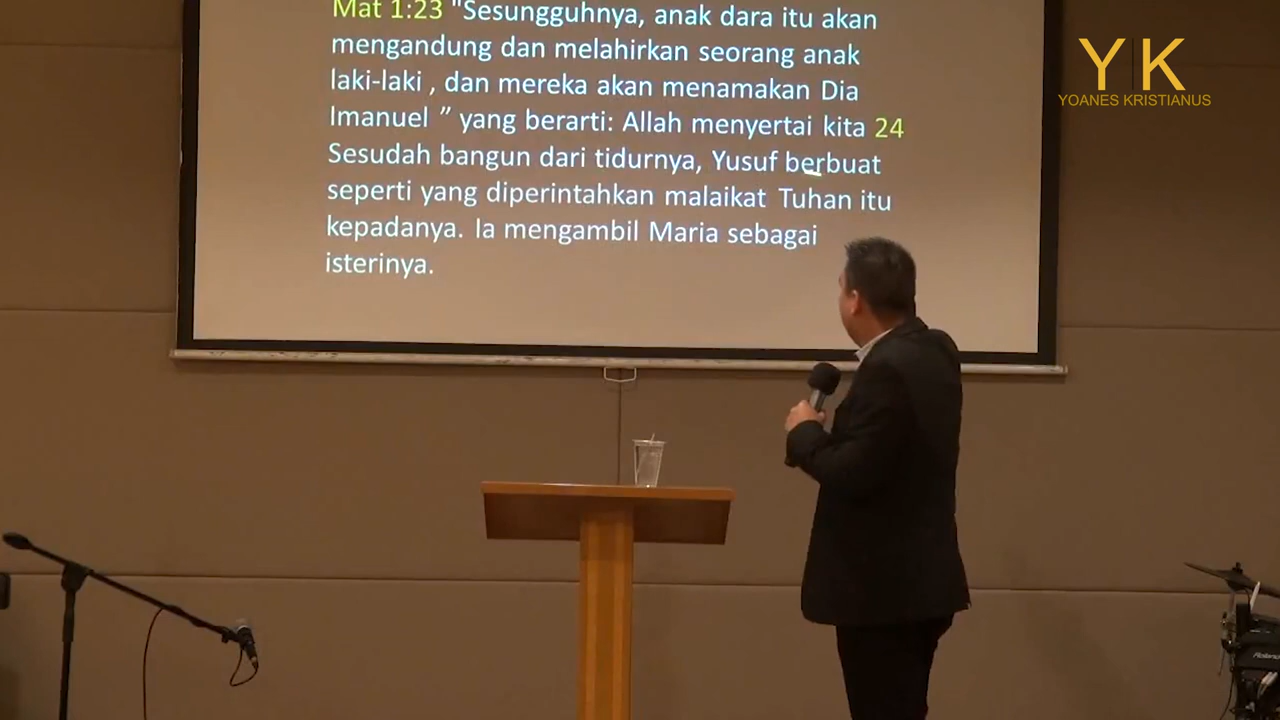 Mat 1:23 "Sesungguhnya, anak dara itu akan
mengandung dan melahirkan seorang anak
laki-laki , dan mereka akan menamakan Dia
Imanuel " yang berarti: Allah menyertai kita 24
Sesudah bangun dari tidurnya, Yusuf berbuat
seperti yang diperintahkan malaikat Tuhan itu
kepadanya. Ia mengambil Maria sebagai
isterinya.
Y K
YOANES KRISTIANUS
Roland